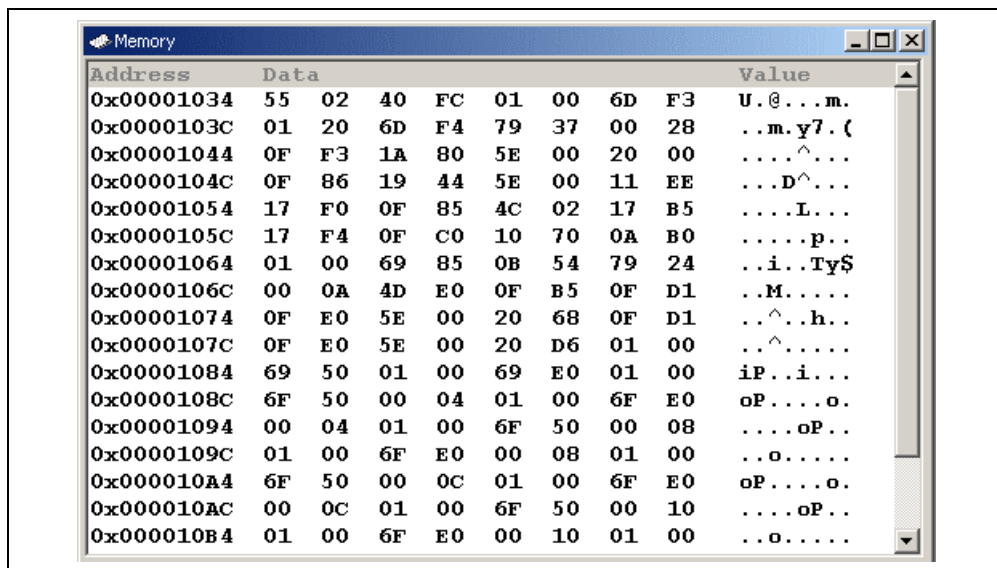 Memory
Address Data Value
0x00001034 55 02 40 FC 01 00 6D F3 U.@...m.
0x0000103C 01 20 6D F4 79 37 00 28 ..m.y7.(
0x00001044 0F F3 1A 80 5E 00 20 00 ....^...
0x0000104C 0F 86 19 44 5E 00 11 EE ...D^...
0x00001054 17 F0 0F 85 4C 02 17 B5 ....L...
0x0000105C 17 F4 0F C0 10 70 0A B0 .....p..
0x00001064 01 00 69 85 0B 54 79 24 ..i..Ty$
0x0000106C 00 0A 4D E0 0F B5 0F D1 ..M.....
0x00001074 0F E0 5E 00 20 68 0F D1 ..^..h..
0x0000107C 0F E0 5E 00 20 D6 01 00 ..^.....
0x00001084 69 50 01 00 69 E0 01 00 iP..i...
0x0000108C 6F 50 00 04 01 00 6F E0 oP....o.
0x00001094 00 04 01 00 6F 50 00 08 ....oP..
0x0000109C 01 00 6F E0 00 08 01 00 ..o.....
0x000010A4 6F 50 00 0C 01 00 6F E0 oP....o.
0x000010AC 00 0C 01 00 6F 50 00 10 ....oP..
0x000010B4 01 00 6F E0 00 10 01 00 ..o.....